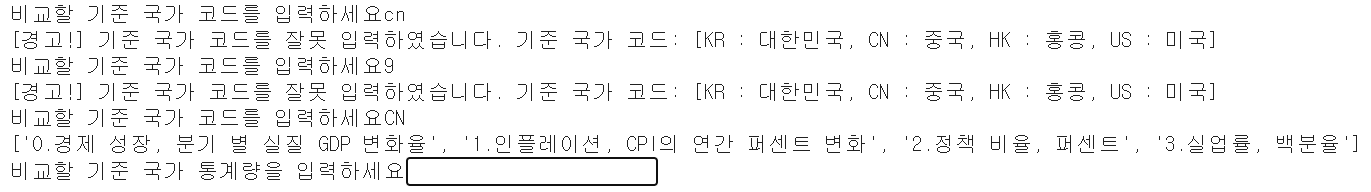 비교할 기준 국가 코드를 입력하세요cn
[경고!] 기준 국가 코드를 잘못 입력하였습니다. 기준 국가 코드: [KR : 대한민국, CN : 중국, HK : 홍콩, US : 미국]
비교할 기준 국가 코드를 입력하세요9
[경고!] 기준 국가 코드를 잘못 입력하였습니다. 기준 국가 코드: [KR : 대한민국, CN : 중국, HK : 홍콩, US : 미국]
비교할 기준 국가 코드를 입력하세요CN
['0.경제 성장, 분기 별 실질 GDP 변화율', '1.인플레이션, CPI의 연간 퍼센트 변화', '2.정책 비율, 퍼센트', '3.실업률, 백분율']
비교할 기준 국가 통계량을 입력하세요